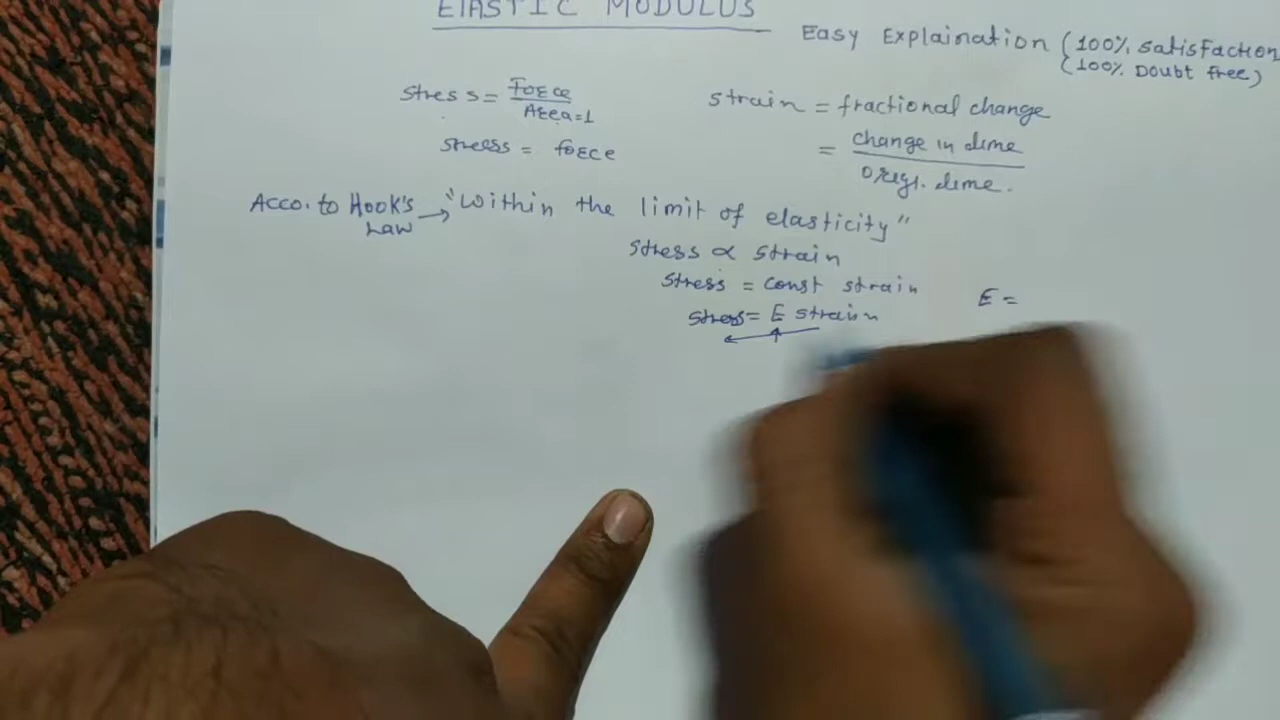 ELASTIC MODULUS
Easy Explaination (100% Satisfaction
(100% Doubt free)
Stress = Force
Area=1
Stress = force
Strain = fractional change
= change in dime
Oregi. dime.
Acco. to Hook's Law → "Within the limit of elasticity"
Stress ∝ Strain
Stress = Const Strain
Stress = E Strain
E =